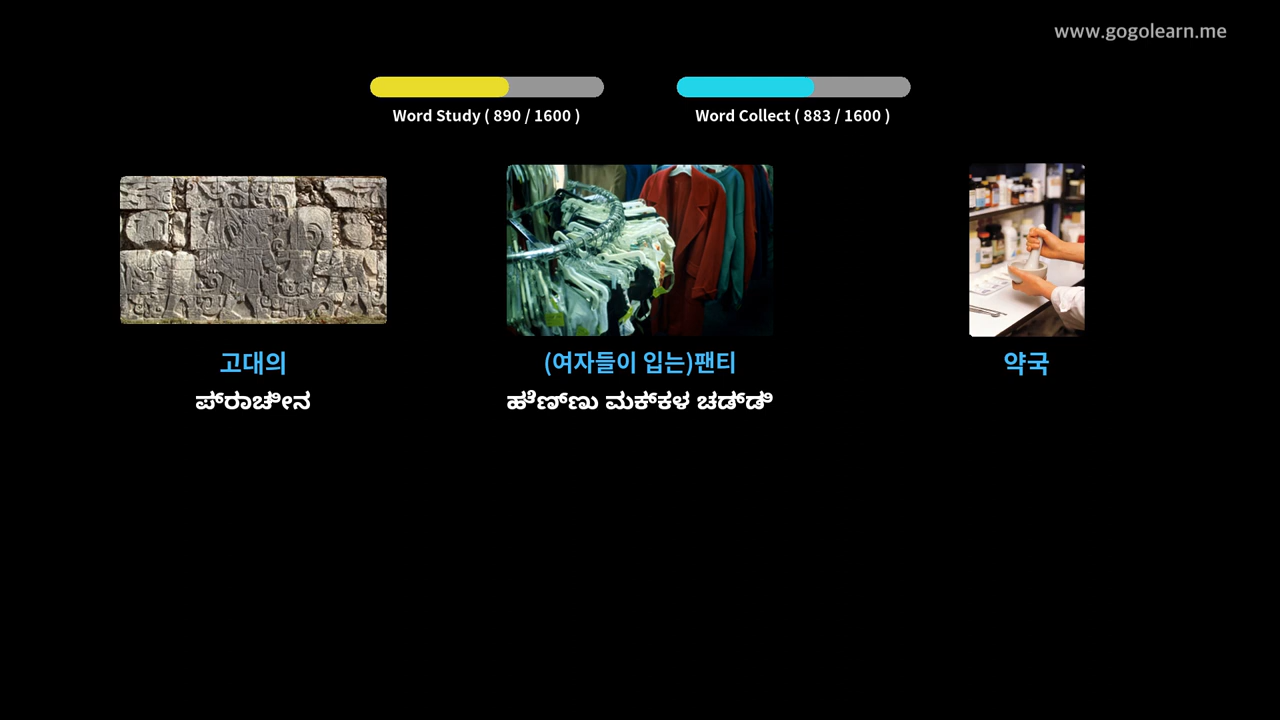 www.gogolearn.me
Word Study ( 890 / 1600 )
Word Collect ( 883 / 1600 )
고대의
(여자들이 입는)팬티
약국
ಪ್ರಾಚೀನ
ಹೆಣ್ಣು ಮಕ್ಕಳ ಚಡ್ಡಿ